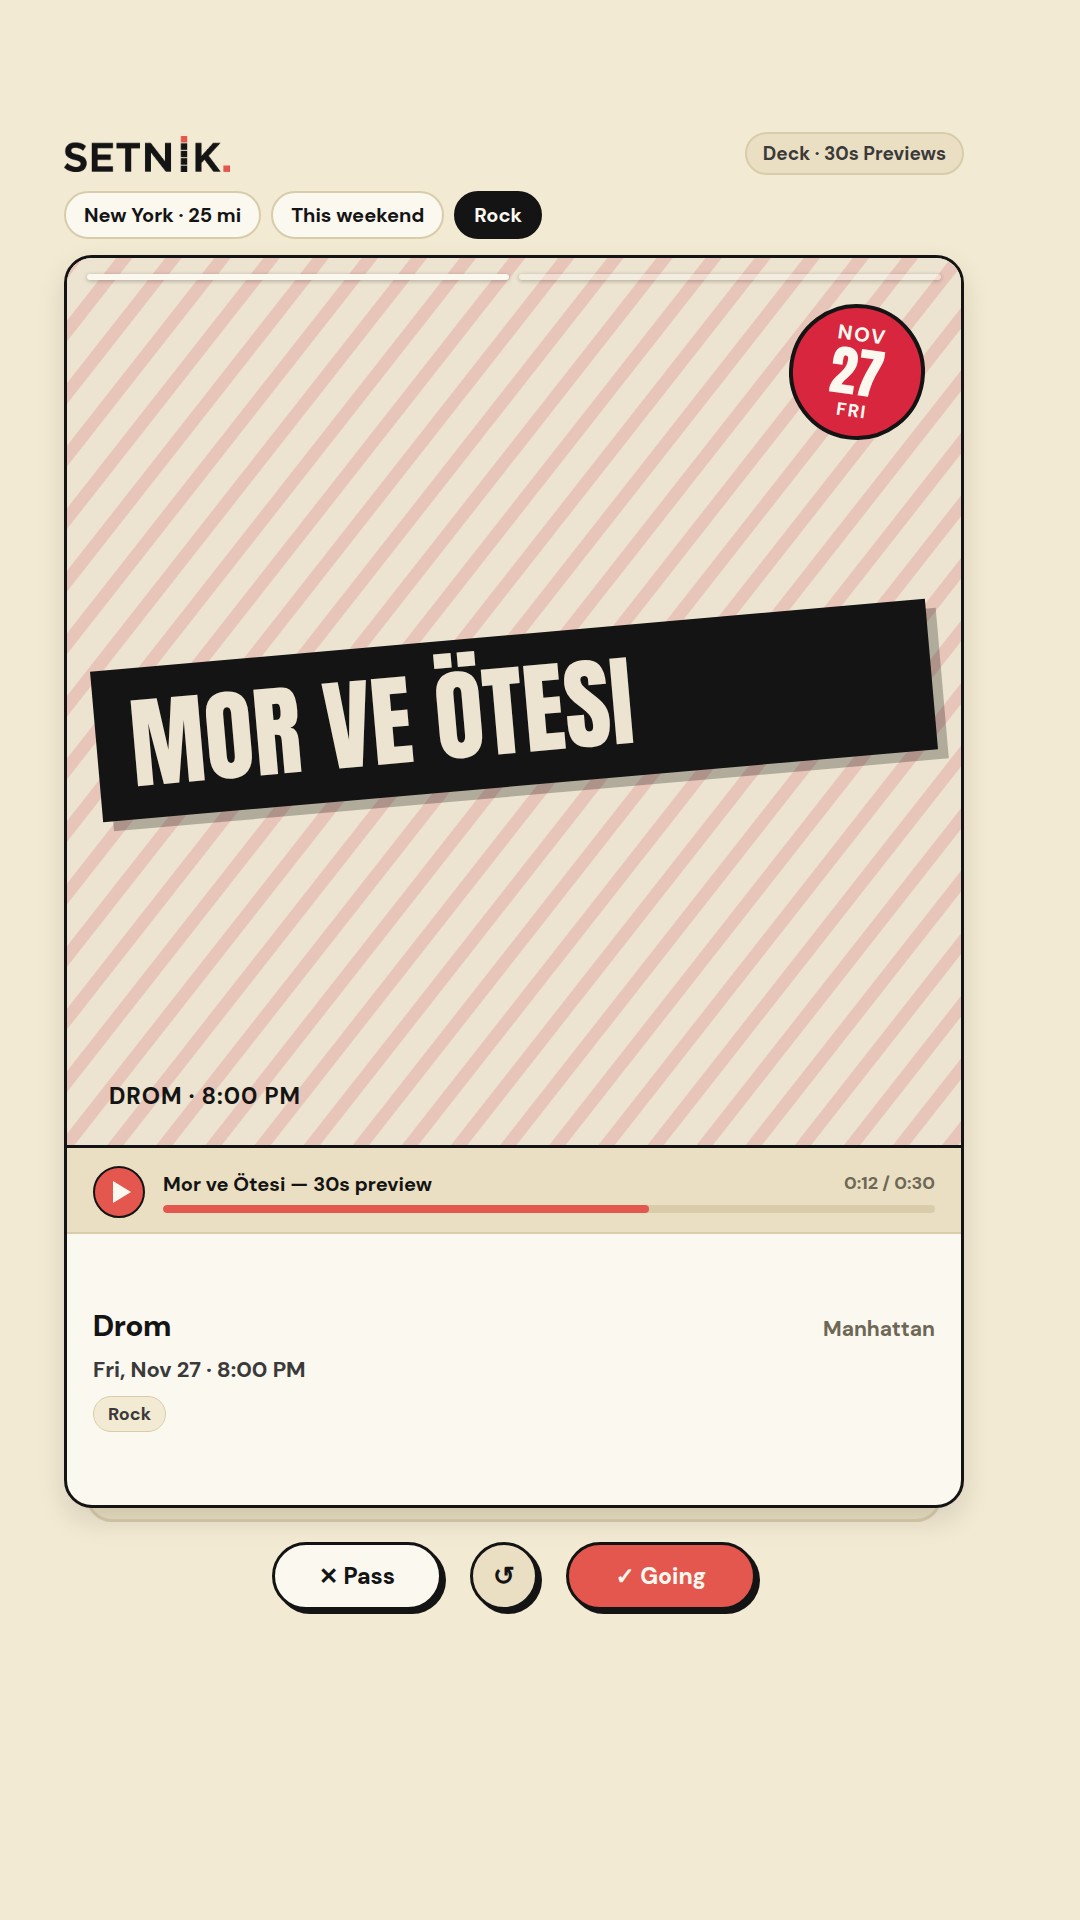 SETNIK.
Deck · 30s Previews
New York · 25 mi
This weekend
Rock
NOV
27
FRI
MOR VE ÖTESI
DROM · 8:00 PM
Mor ve Ötesi — 30s preview
0:12 / 0:30
Drom
Manhattan
Fri, Nov 27 · 8:00 PM
Rock
✕ Pass
↺
✓ Going